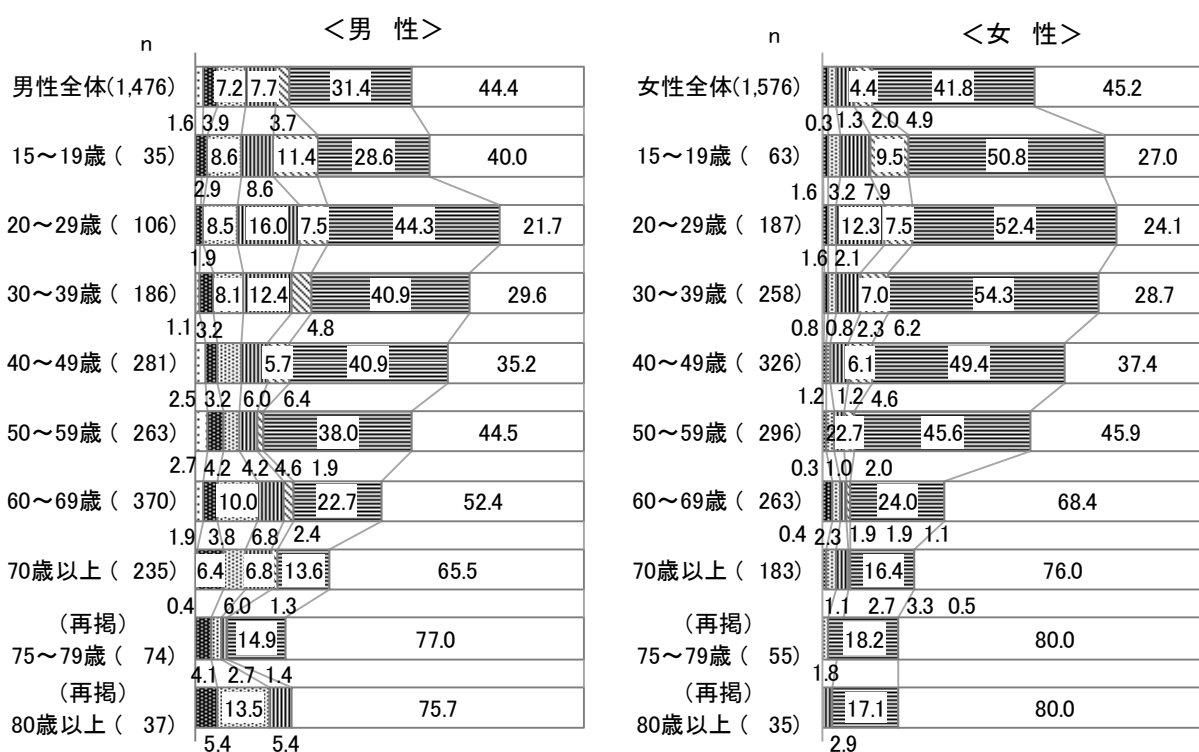 ＜男　性＞
n
男性全体(1,476) 7.2 7.7 31.4 44.4
1.6 3.9 3.7
15～19歳（　35） 8.6 11.4 28.6 40.0
2.9 8.6
20～29歳（　106） 8.5 16.0 7.5 44.3 21.7
1.9
30～39歳（　186） 8.1 12.4 40.9 29.6
1.1 3.2 4.8
40～49歳（　281） 5.7 40.9 35.2
2.5 3.2 6.0 6.4
50～59歳（　263） 38.0 44.5
2.7 4.2 4.2 4.6 1.9
60～69歳（　370） 10.0 22.7 52.4
1.9 3.8 6.8 2.4
70歳以上（　235） 6.4 6.8 13.6 65.5
0.4 6.0 1.3
（再掲）
75～79歳（　74） 14.9 77.0
4.1 2.7 1.4
（再掲）
80歳以上（　37） 13.5 75.7
5.4 5.4
＜女　性＞
n
女性全体(1,576) 4.4 41.8 45.2
0.3 1.3 2.0 4.9
15～19歳（　63） 9.5 50.8 27.0
1.6 3.2 7.9
20～29歳（　187） 12.3 7.5 52.4 24.1
1.6 2.1
30～39歳（　258） 7.0 54.3 28.7
0.8 0.8 2.3 6.2
40～49歳（　326） 6.1 49.4 37.4
1.2 1.2 4.6
50～59歳（　296） 2.7 45.6 45.9
0.3 1.0 2.0
60～69歳（　263） 24.0 68.4
0.4 2.3 1.9 1.9 1.1
70歳以上（　183） 16.4 76.0
1.1 2.7 3.3 0.5
（再掲）
75～79歳（　55） 18.2 80.0
1.8
（再掲）
80歳以上（　35） 17.1 80.0
2.9